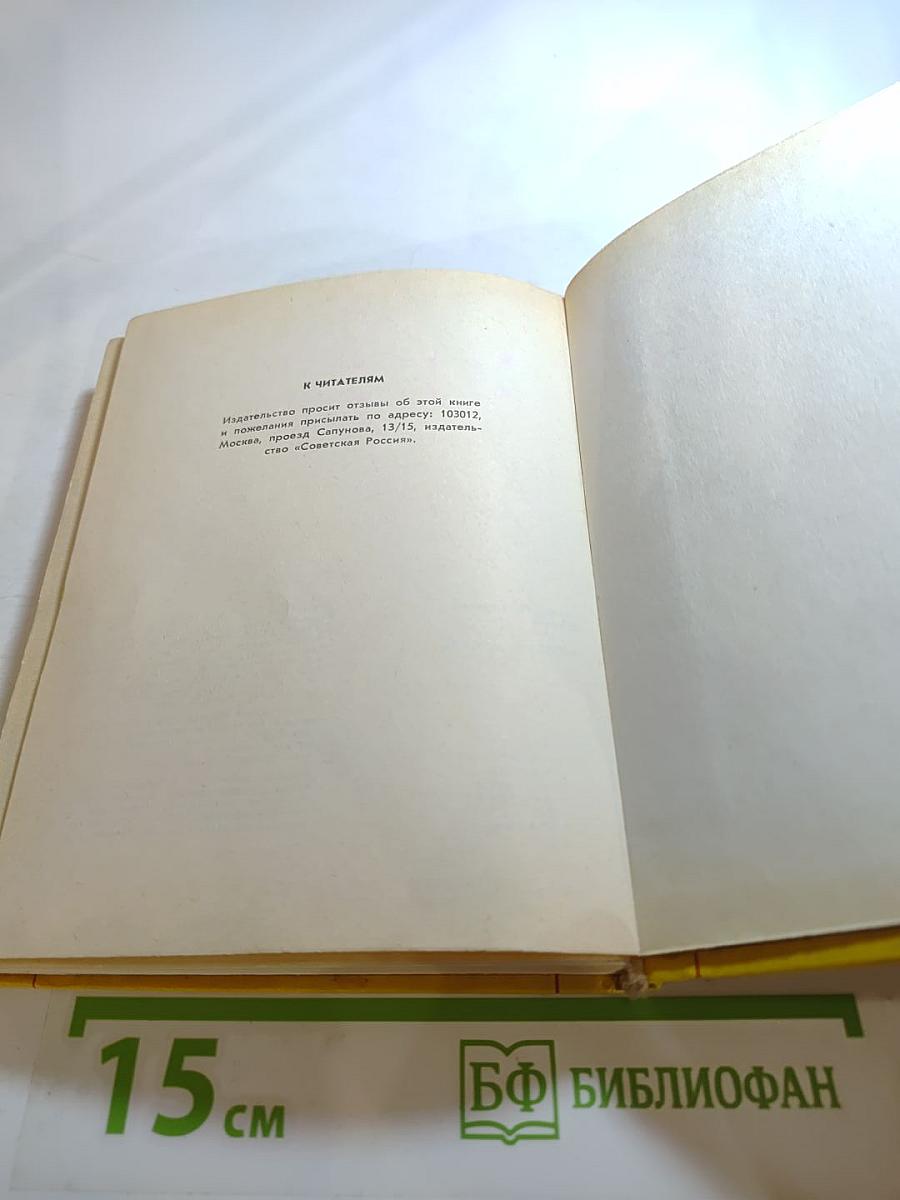 К ЧИТАТЕЛЯМ
Издательство просит отзывы об этой книге
и пожелания присылать по адресу: 103012,
Москва, проезд Сапунова, 13/15, издатель-
ство «Советская Россия».
15 см
БФ БИБЛИОФАН